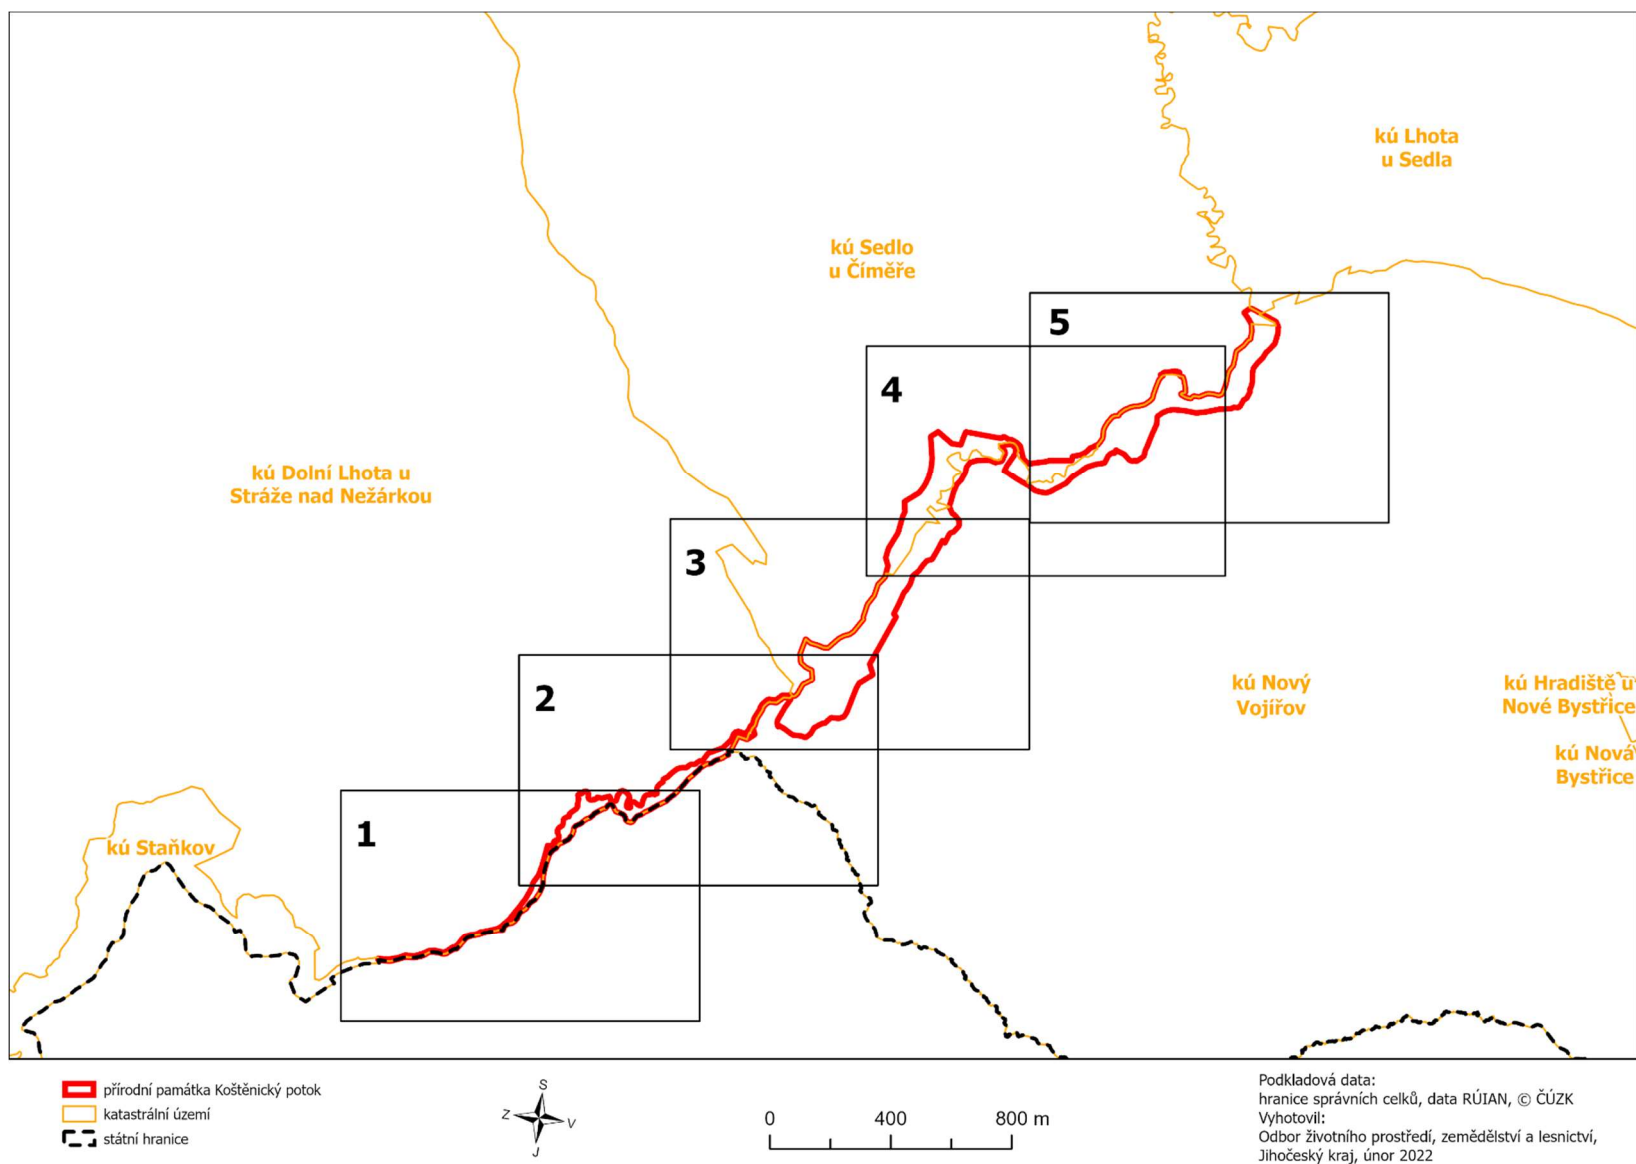 kú Lhota
u Sedla
kú Sedlo
u Číměře
5
4
kú Dolní Lhota u
Stráže nad Nežárkou
3
kú Nový
Vojířov
kú Hradiště u
Nové Bystřice
2
kú Nová
Bystřice
1
kú Staňkov
přírodní památka Koštěnický potok
katastrální území
státní hranice
S
Z
V
J
0 400 800 m
Podkladová data:
hranice správních celků, data RÚIAN, © ČÚZK
Vyhotovil:
Odbor životního prostředí, zemědělství a lesnictví,
Jihočeský kraj, únor 2022